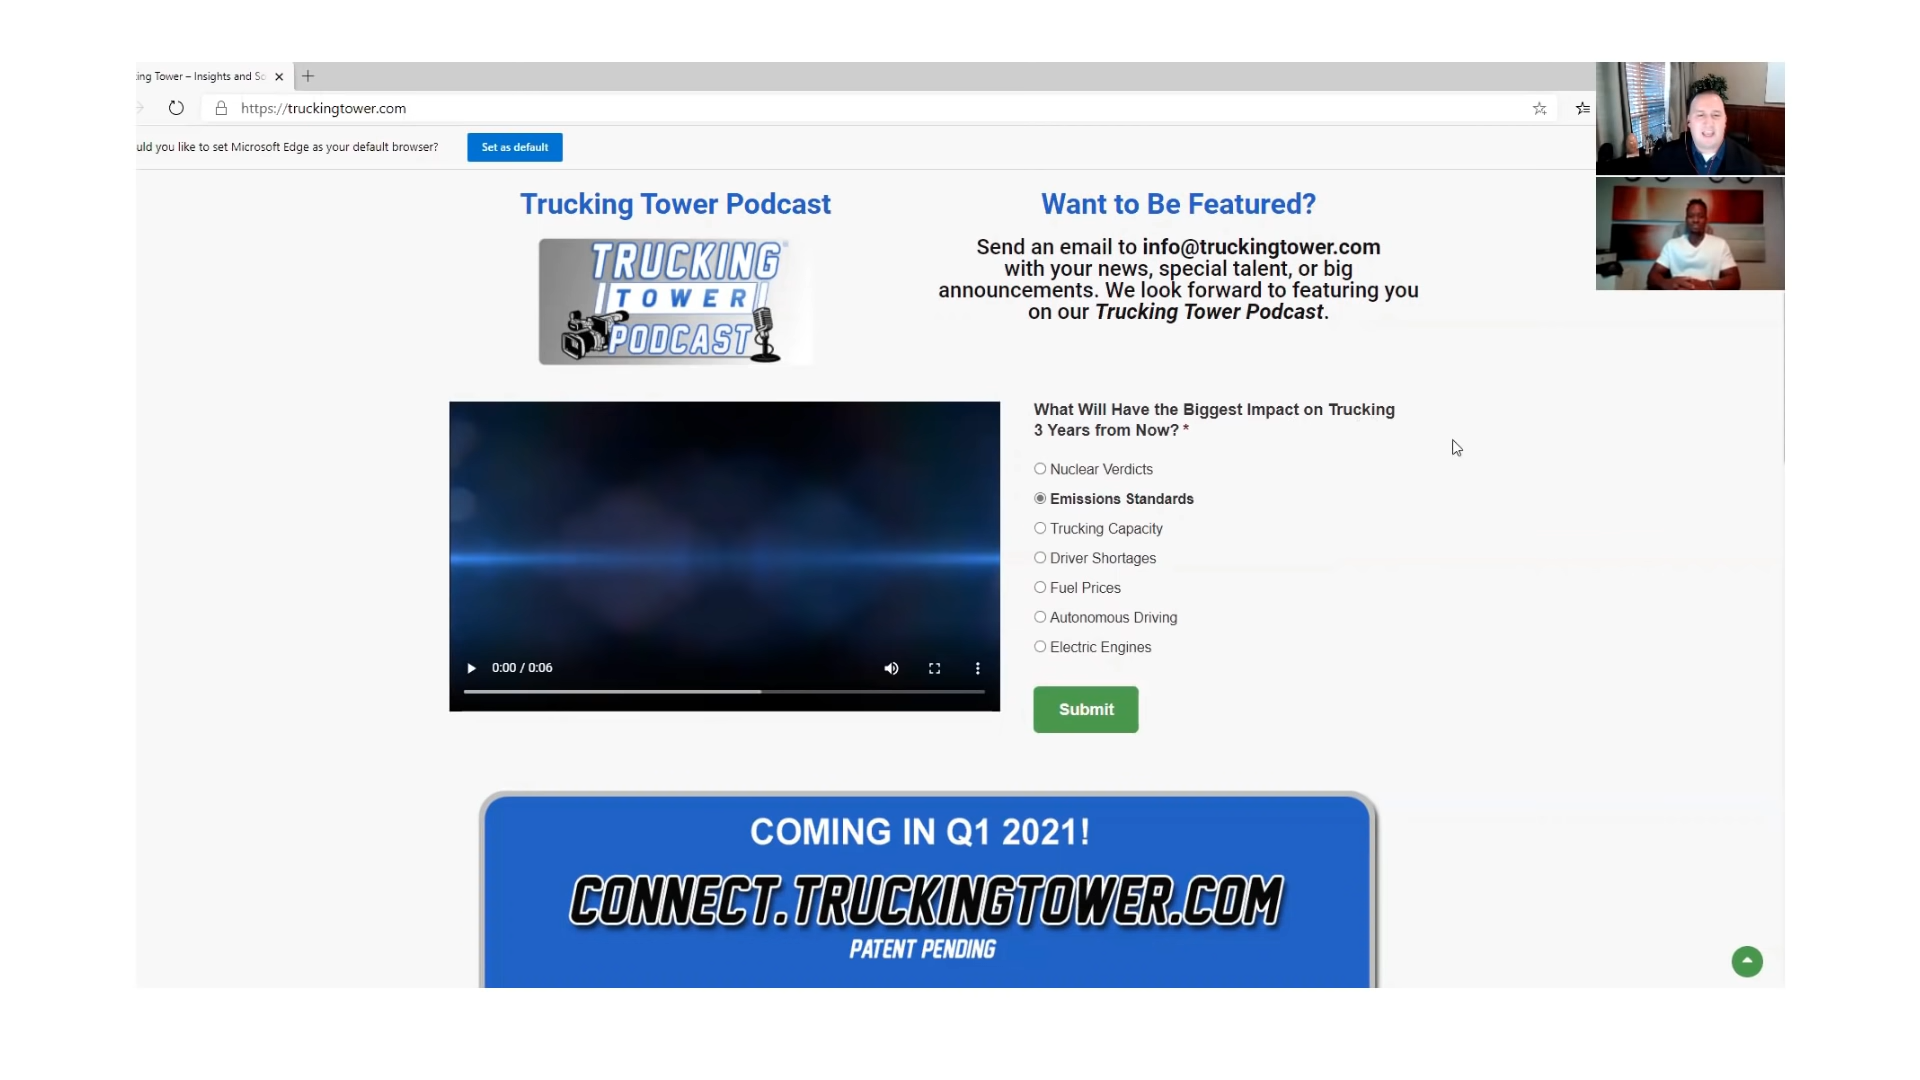 ing Tower – Insights and So
https://truckingtower.com
uld you like to set Microsoft Edge as your default browser?
Set as default
Trucking Tower Podcast
TRUCKING
TOWER
PODCAST
Want to Be Featured?
Send an email to info@truckingtower.com
with your news, special talent, or big
announcements. We look forward to featuring you
on our Trucking Tower Podcast.
0:00 / 0:06
What Will Have the Biggest Impact on Trucking
3 Years from Now? *
Nuclear Verdicts
Emissions Standards
Trucking Capacity
Driver Shortages
Fuel Prices
Autonomous Driving
Electric Engines
Submit
COMING IN Q1 2021!
CONNECT.TRUCKINGTOWER.COM
PATENT PENDING